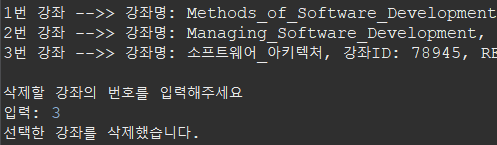 1번 강좌 -->> 강좌명: Methods_of_Software_Development
2번 강좌 -->> 강좌명: Managing_Software_Development,
3번 강좌 -->> 강좌명: 소프트웨어_아키텍처, 강좌ID: 78945, RE
삭제할 강좌의 번호를 입력해주세요
입력: 3
선택한 강좌를 삭제했습니다.